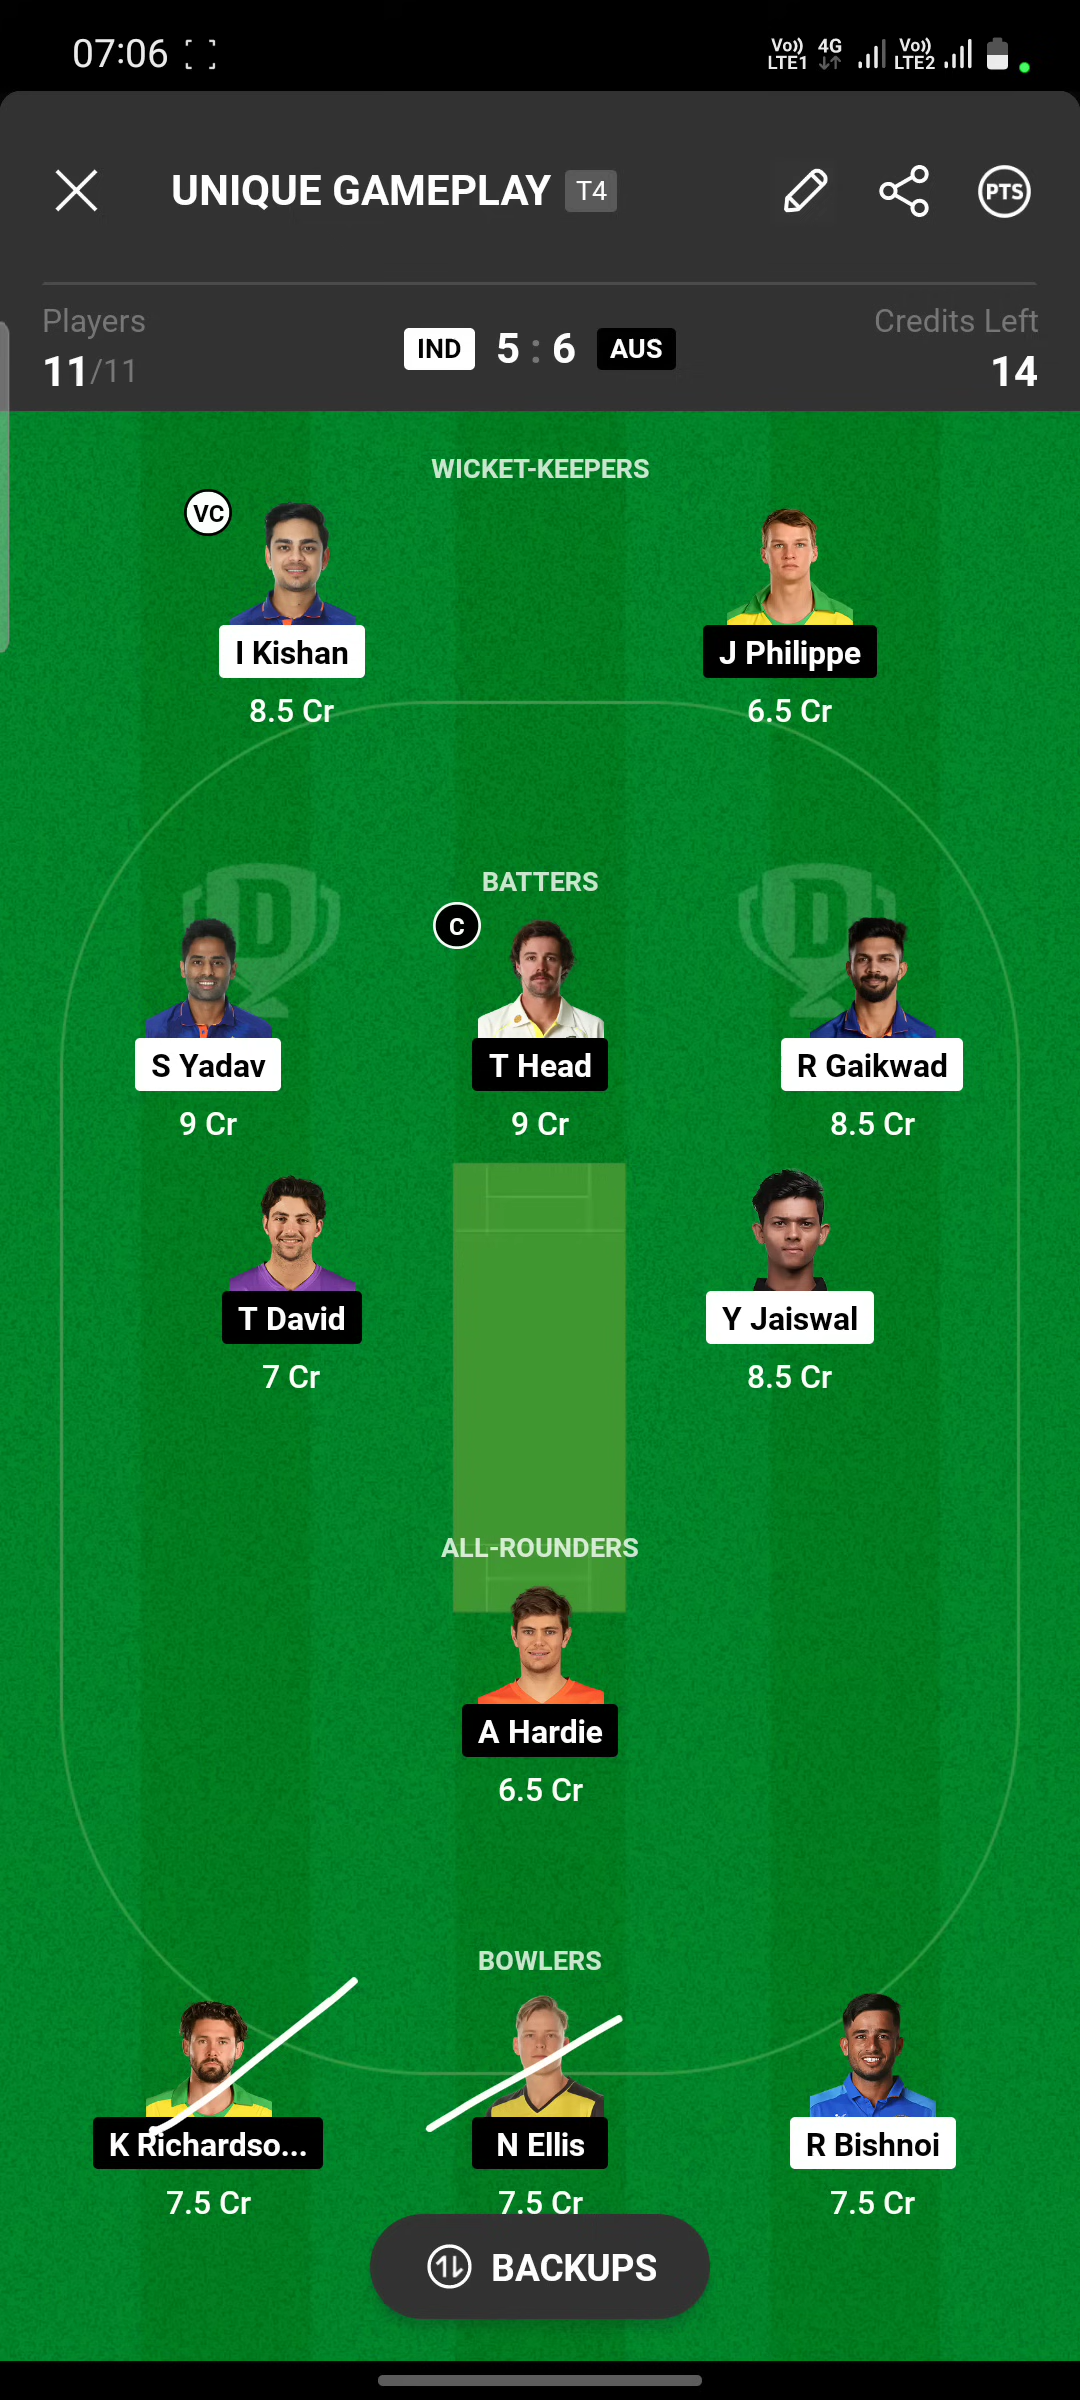 07:06
Vo)) LTE1 4G Vo)) LTE2
UNIQUE GAMEPLAY T4
PTS
Players
Credits Left
11/11
IND 5 : 6 AUS
14
WICKET-KEEPERS
VC
I Kishan
J Philippe
8.5 Cr
6.5 Cr
BATTERS
D
D
C
S Yadav
T Head
R Gaikwad
9 Cr
9 Cr
8.5 Cr
T David
Y Jaiswal
7 Cr
8.5 Cr
ALL-ROUNDERS
A Hardie
6.5 Cr
BOWLERS
K Richardso...
N Ellis
R Bishnoi
7.5 Cr
7.5 Cr
7.5 Cr
BACKUPS